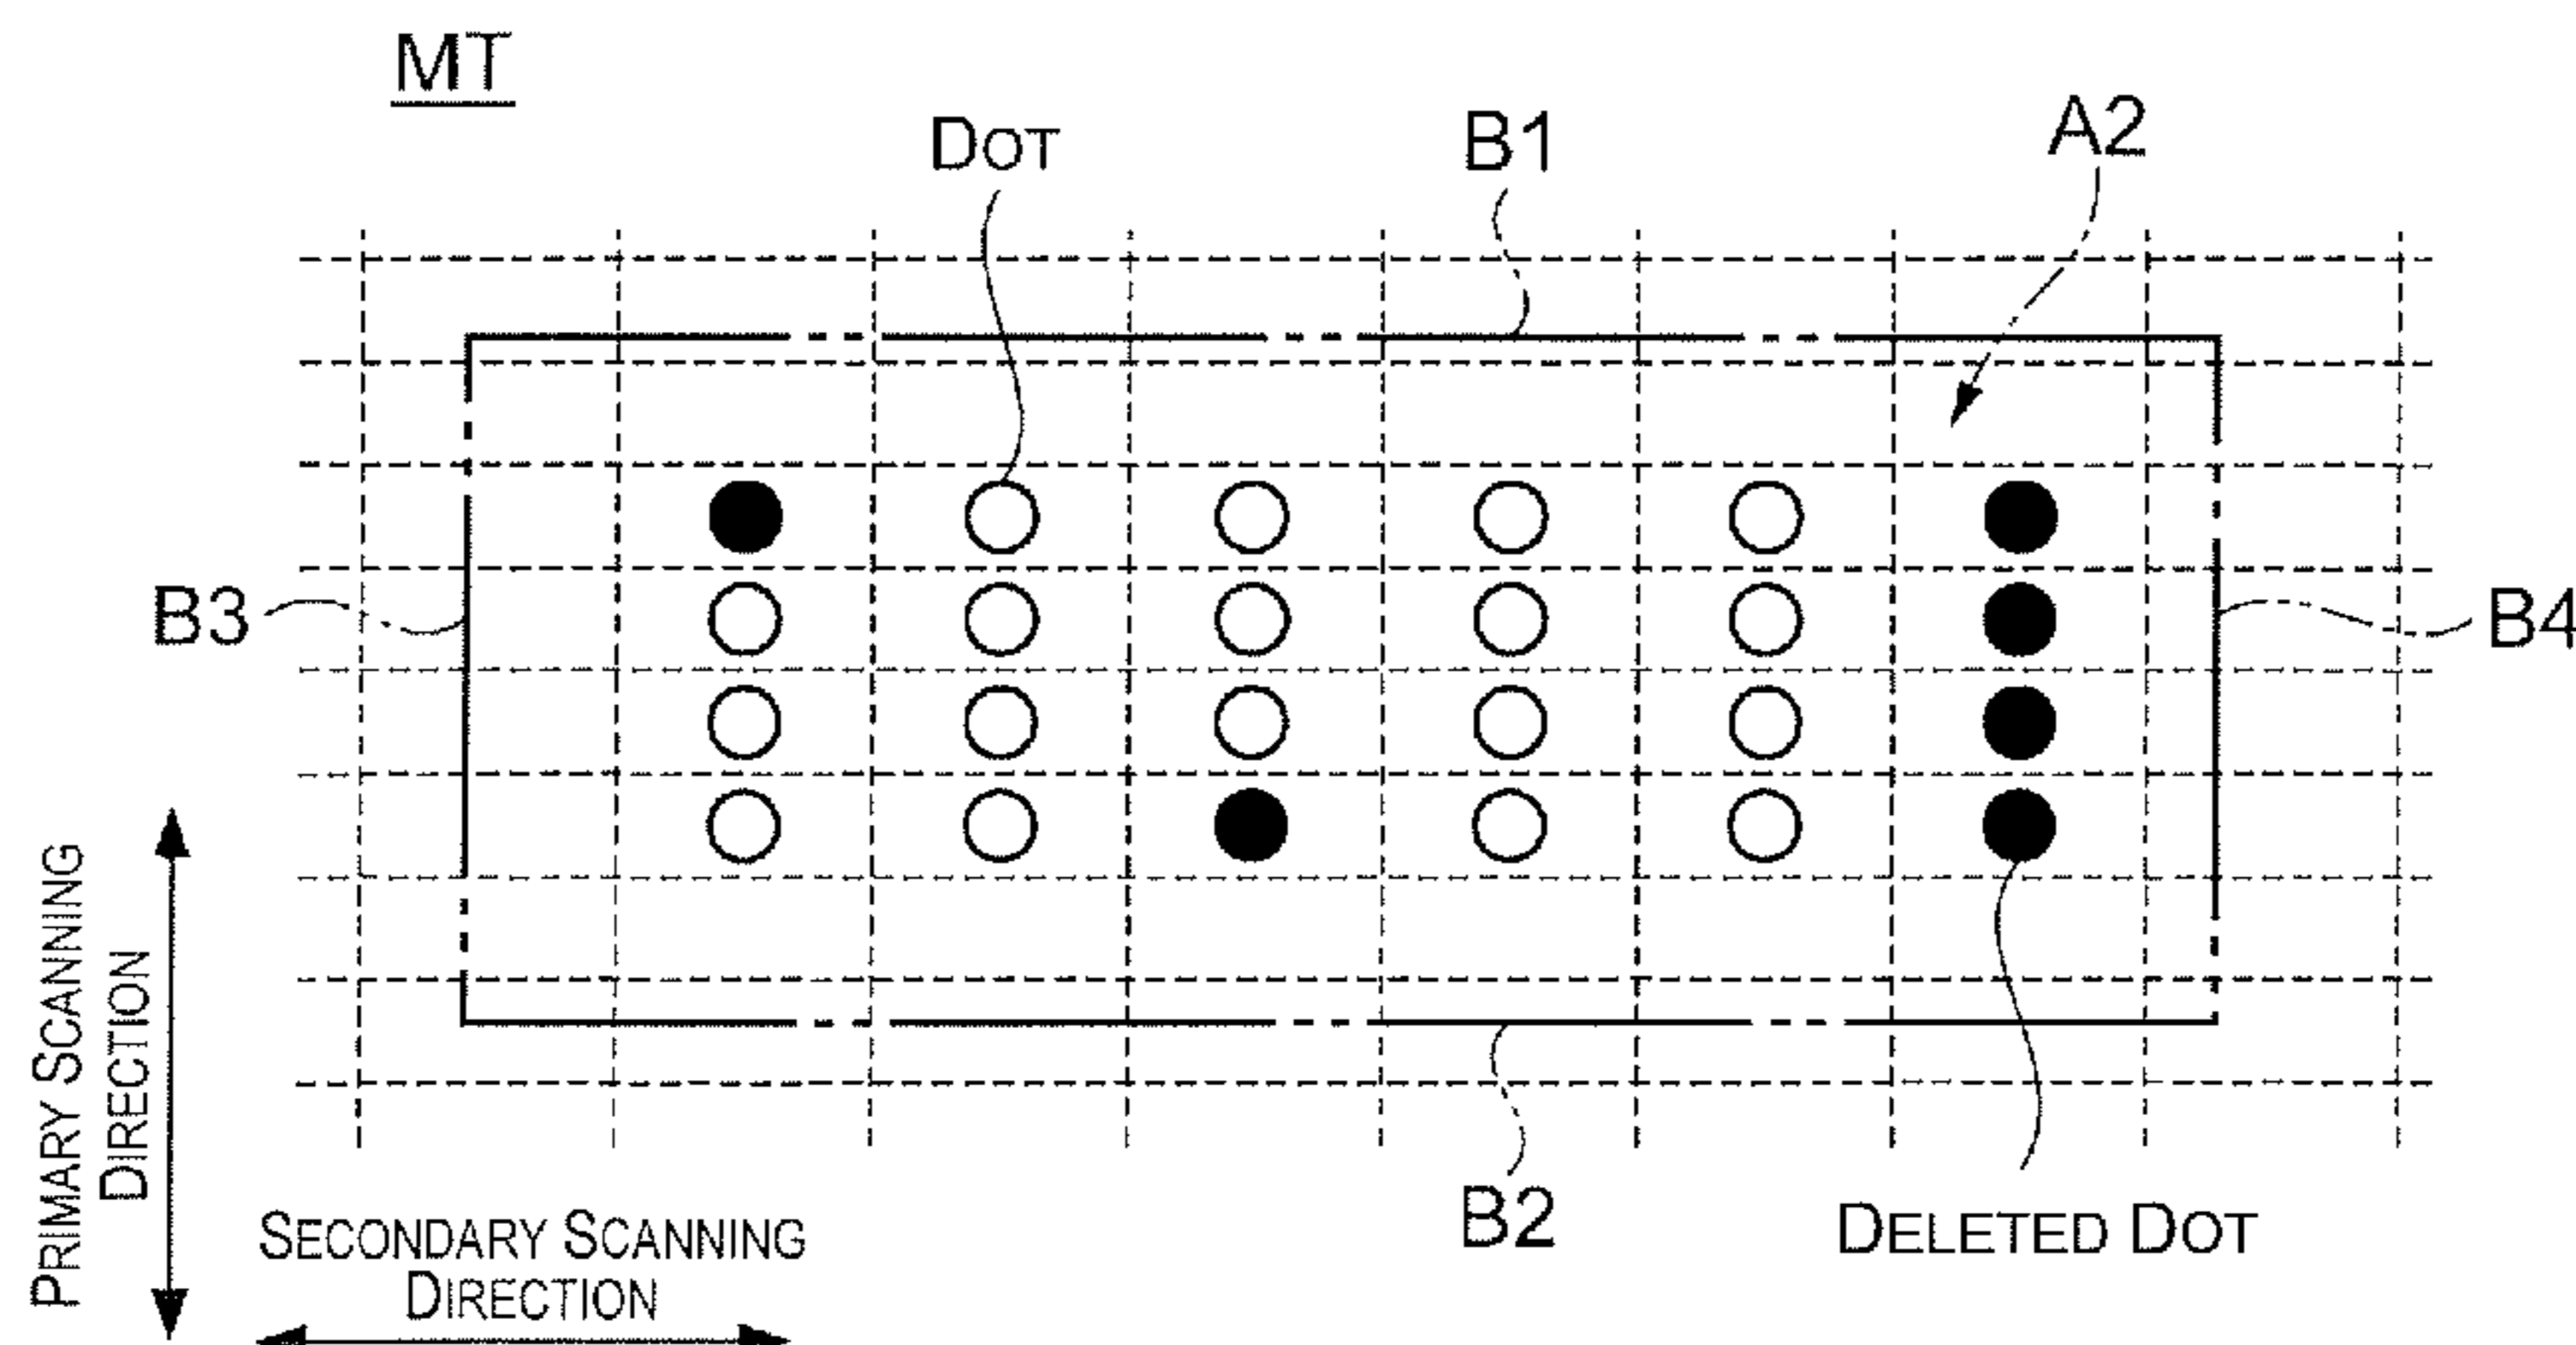 MT
DOT
B1
A2
B3
B4
PRIMARY SCANNING
DIRECTION
SECONDARY SCANNING
DIRECTION
B2
DELETED DOT